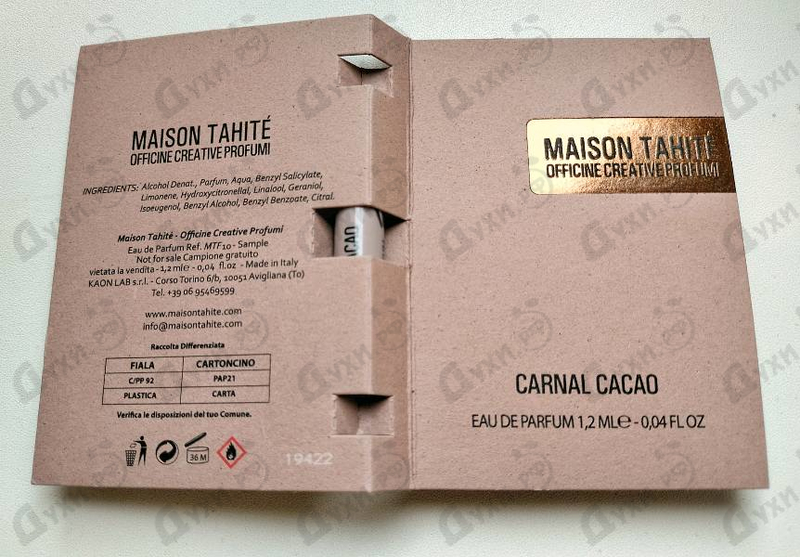 MAISON TAHITÉ
OFFICINE CREATIVE PROFUMI
INGREDIENTS: Alcohol Denat., Parfum, Aqua, Benzyl Salicylate,
Limonene, Hydroxycitronellal, Linalool, Geraniol,
Isoeugenol, Benzyl Alcohol, Benzyl Benzoate, Citral.
Maison Tahité - Officine Creative Profumi
Eau de Parfum Ref. MTF10 - Sample
Not for sale Campione gratuito
vietata la vendita - 1,2 ml e - 0,04 fl.oz - Made in Italy
KAON LAB s.r.l. - Corso Torino 6/b, 10051 Avigliana (To)
Tel. +39 06 95469599
www.maisontahite.com
info@maisontahite.com
Raccolta Differenziata
FIALA CARTONCINO
C/PP 92 PAP21
PLASTICA CARTA
Verifica le disposizioni del tuo Comune.
36 M
19422
CAO
MAISON TAHITÉ
OFFICINE CREATIVE PROFUMI
CARNAL CACAO
EAU DE PARFUM 1,2 ML e - 0,04 FL OZ
Духи.рф